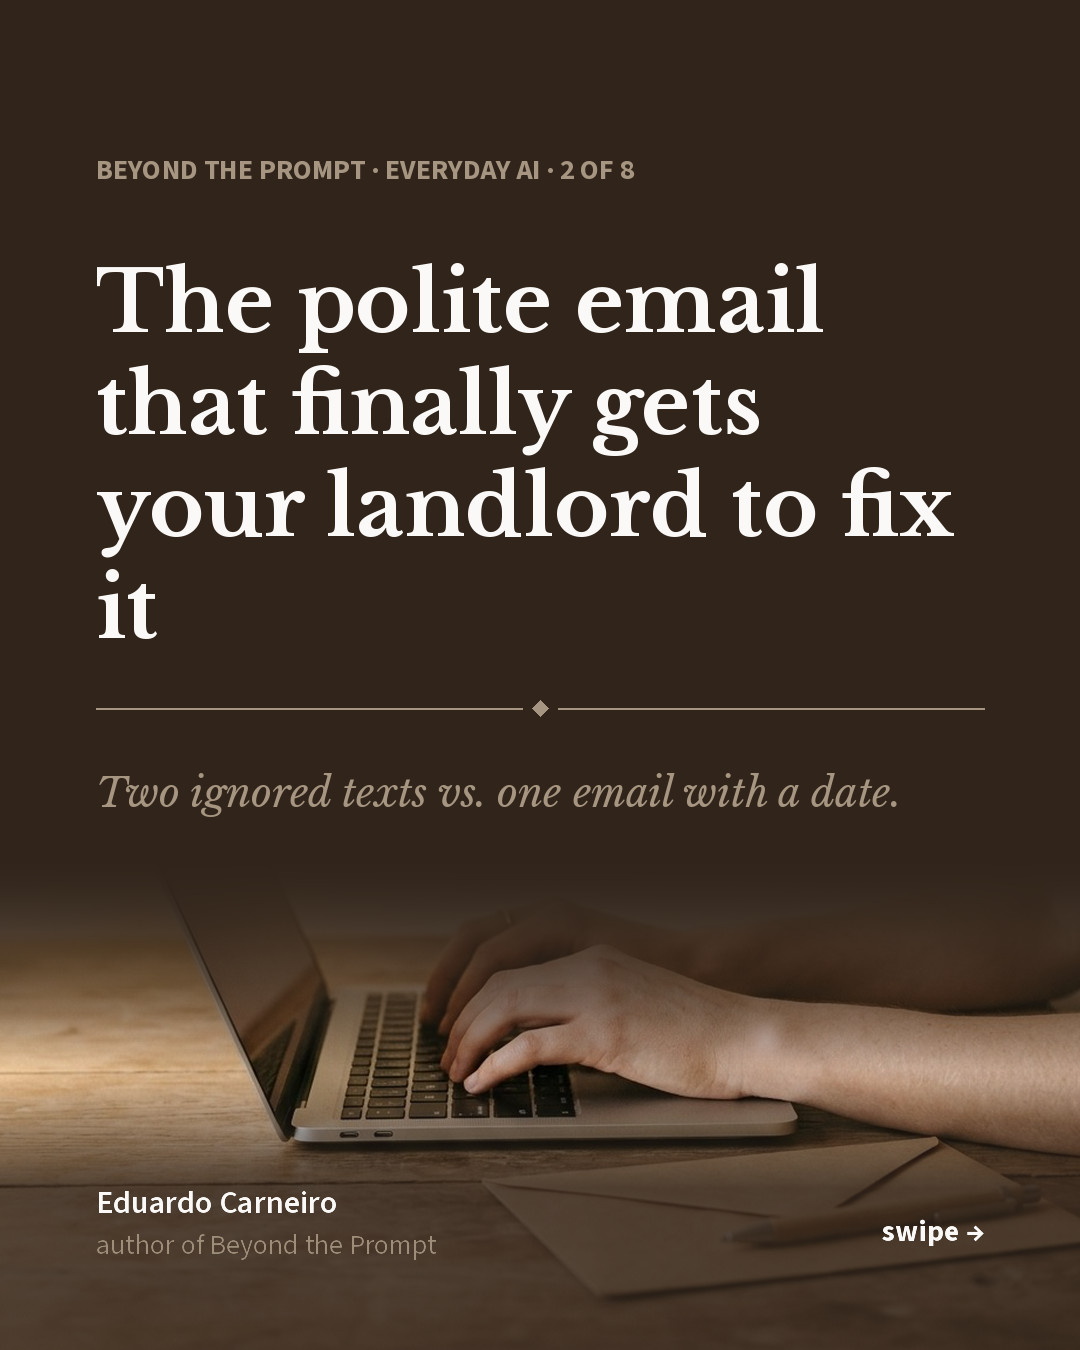 BEYOND THE PROMPT · EVERYDAY AI · 2 OF 8
The polite email
that finally gets
your landlord to fix
it
Two ignored texts vs. one email with a date.
Eduardo Carneiro
author of Beyond the Prompt
swipe →